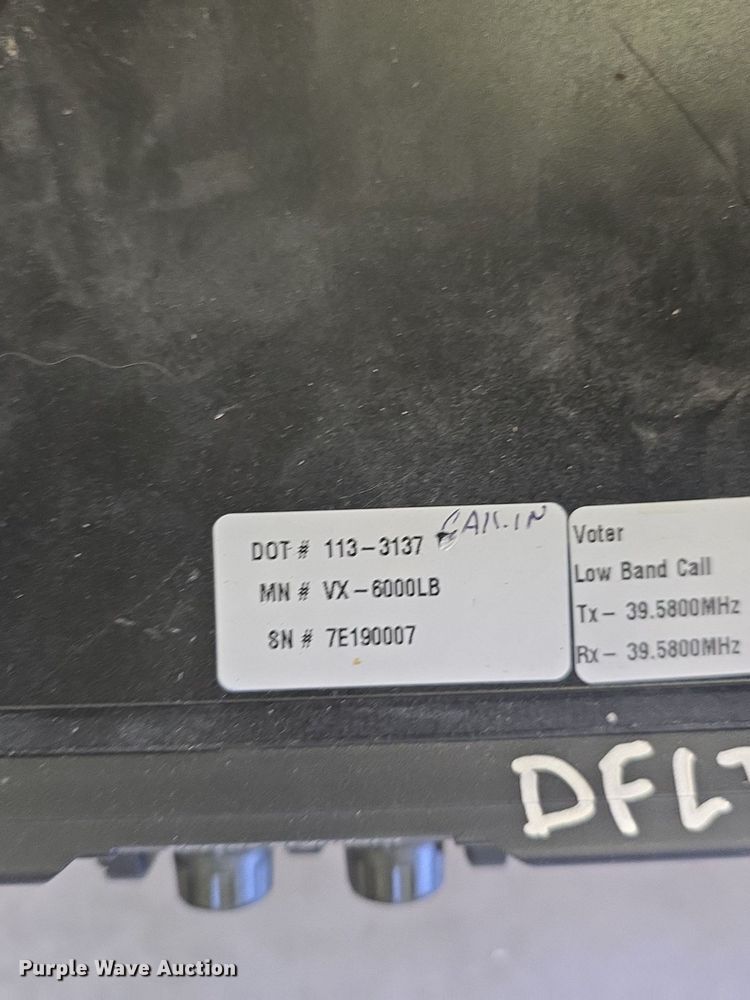 DOT # 113-3137 CALL.IN
MN # VX-6000LB
SN # 7E190007
Voter
Low Band Call
Tx- 39.5800MHz
Rx- 39.5800MHz
DFLT
Purple Wave Auction